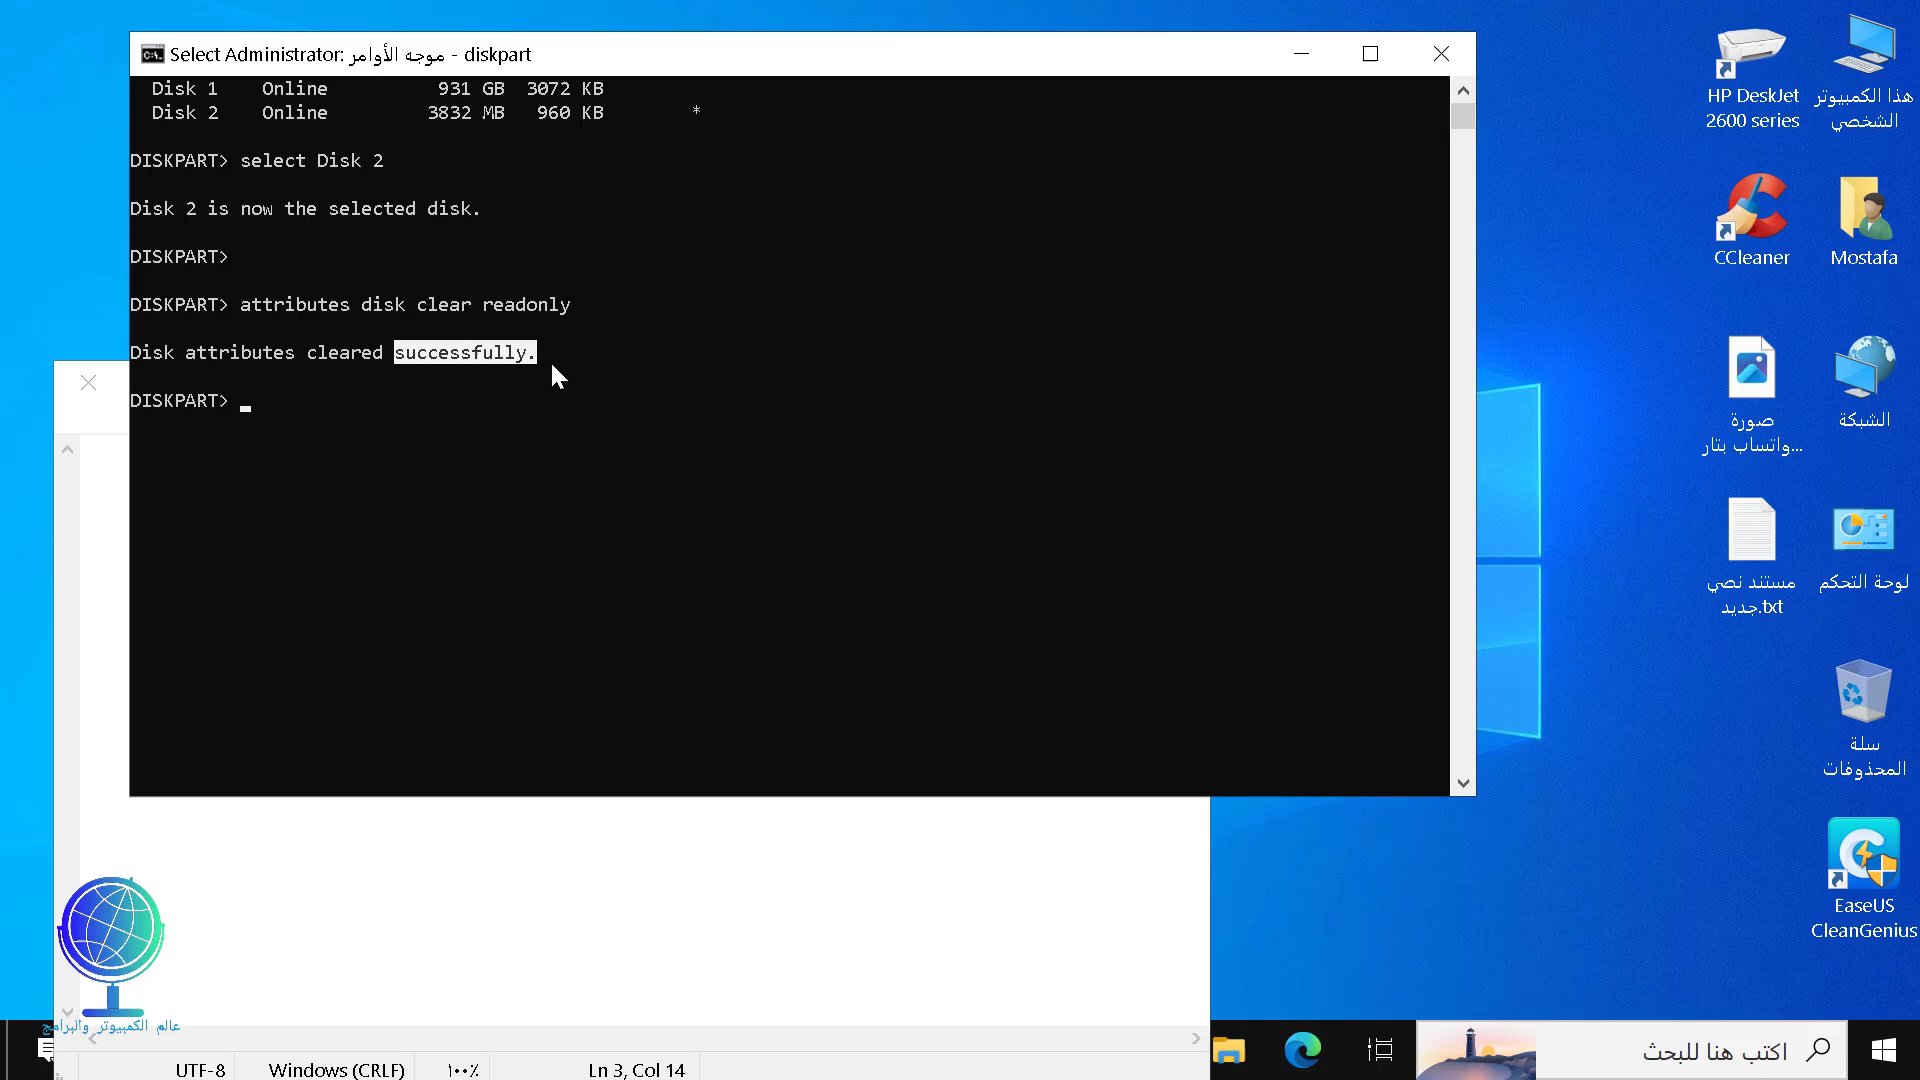 Select Administrator: موجه الأوامر - diskpart
Disk 1    Online    931 GB  3072 KB
Disk 2    Online    3832 MB   960 KB        *
DISKPART> select Disk 2
Disk 2 is now the selected disk.
DISKPART>
DISKPART> attributes disk clear readonly
Disk attributes cleared successfully.
DISKPART>
HP DeskJet
2600 series
هذا الكمبيوتر
الشخصي
CCleaner
Mostafa
صورة
واتساب بتار...
الشبكة
مستند نصي
جديد.txt
لوحة التحكم
سلة
المحذوفات
EaseUS
CleanGenius
عالم الكمبيوتر والبرامج
UTF-8
Windows (CRLF)
١٠٠٪
Ln 3, Col 14
اكتب هنا للبحث